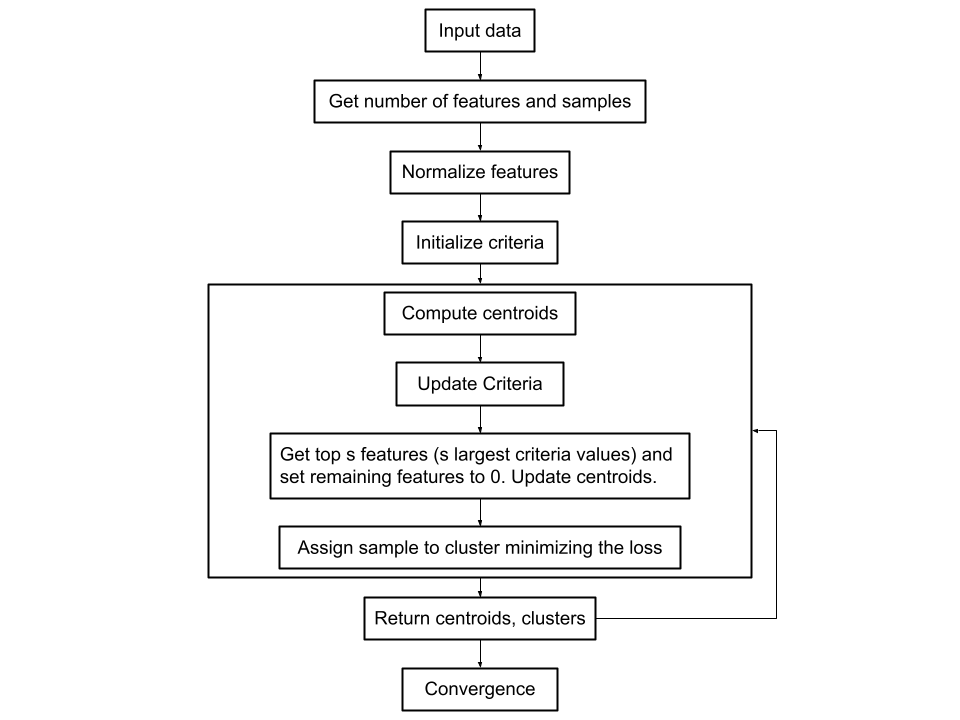 Input data
Get number of features and samples
Normalize features
Initialize criteria
Compute centroids
Update Criteria
Get top s features (s largest criteria values) and
set remaining features to 0. Update centroids.
Assign sample to cluster minimizing the loss
Return centroids, clusters
Convergence